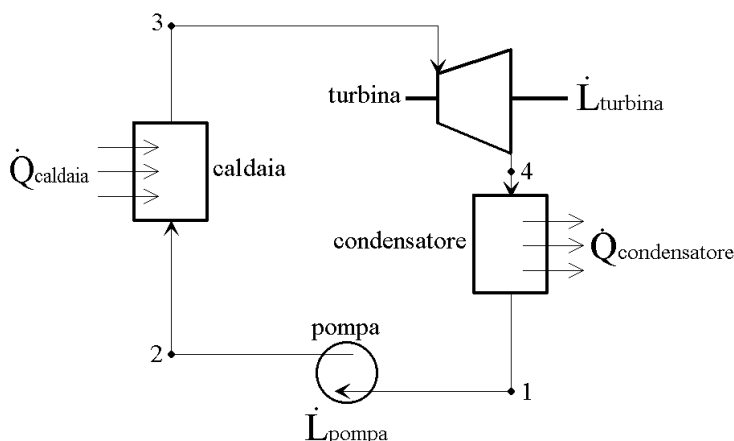 3
turbina
L̇turbina
Q̇caldaia
caldaia
4
condensatore
Q̇condensatore
pompa
2
1
L̇pompa